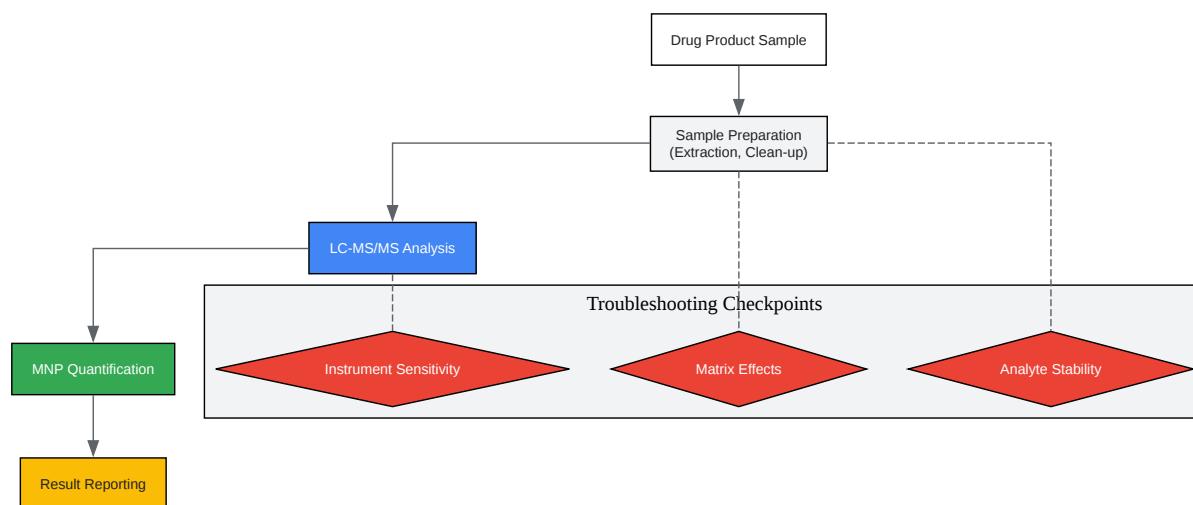 Drug Product Sample
Sample Preparation
(Extraction, Clean-up)
LC-MS/MS Analysis
Troubleshooting Checkpoints
MNP Quantification
Instrument Sensitivity
Matrix Effects
Analyte Stability
Result Reporting